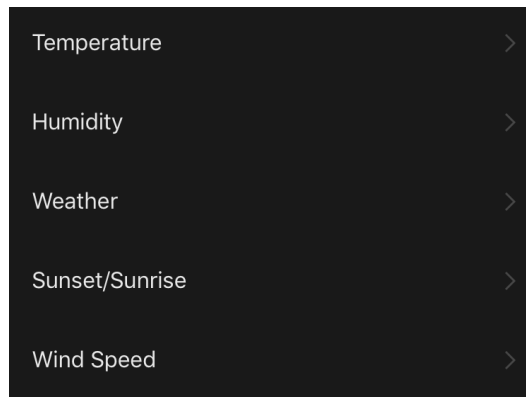 Temperature
Humidity
Weather
Sunset/Sunrise
Wind Speed